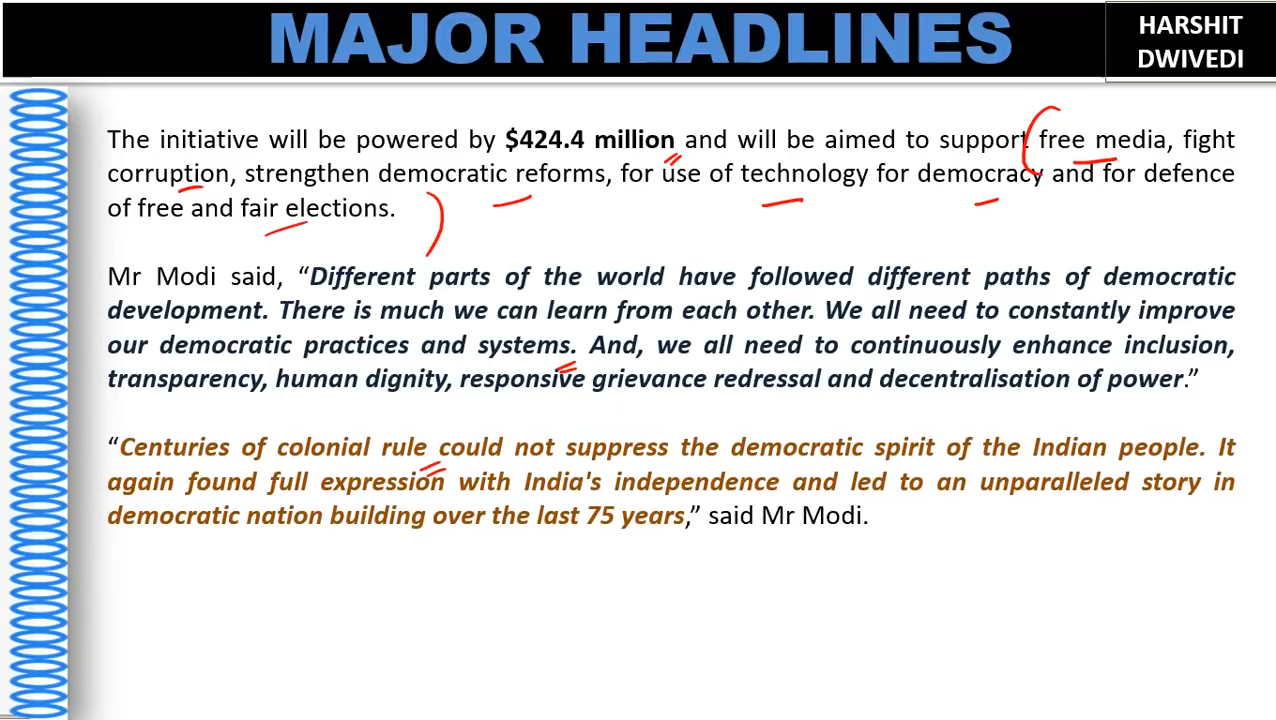 MAJOR HEADLINES
HARSHIT
DWIVEDI
The initiative will be powered by $424.4 million and will be aimed to support free media, fight
corruption, strengthen democratic reforms, for use of technology for democracy and for defence
of free and fair elections.
Mr Modi said, “Different parts of the world have followed different paths of democratic
development. There is much we can learn from each other. We all need to constantly improve
our democratic practices and systems. And, we all need to continuously enhance inclusion,
transparency, human dignity, responsive grievance redressal and decentralisation of power.”
“Centuries of colonial rule could not suppress the democratic spirit of the Indian people. It
again found full expression with India's independence and led to an unparalleled story in
democratic nation building over the last 75 years,” said Mr Modi.